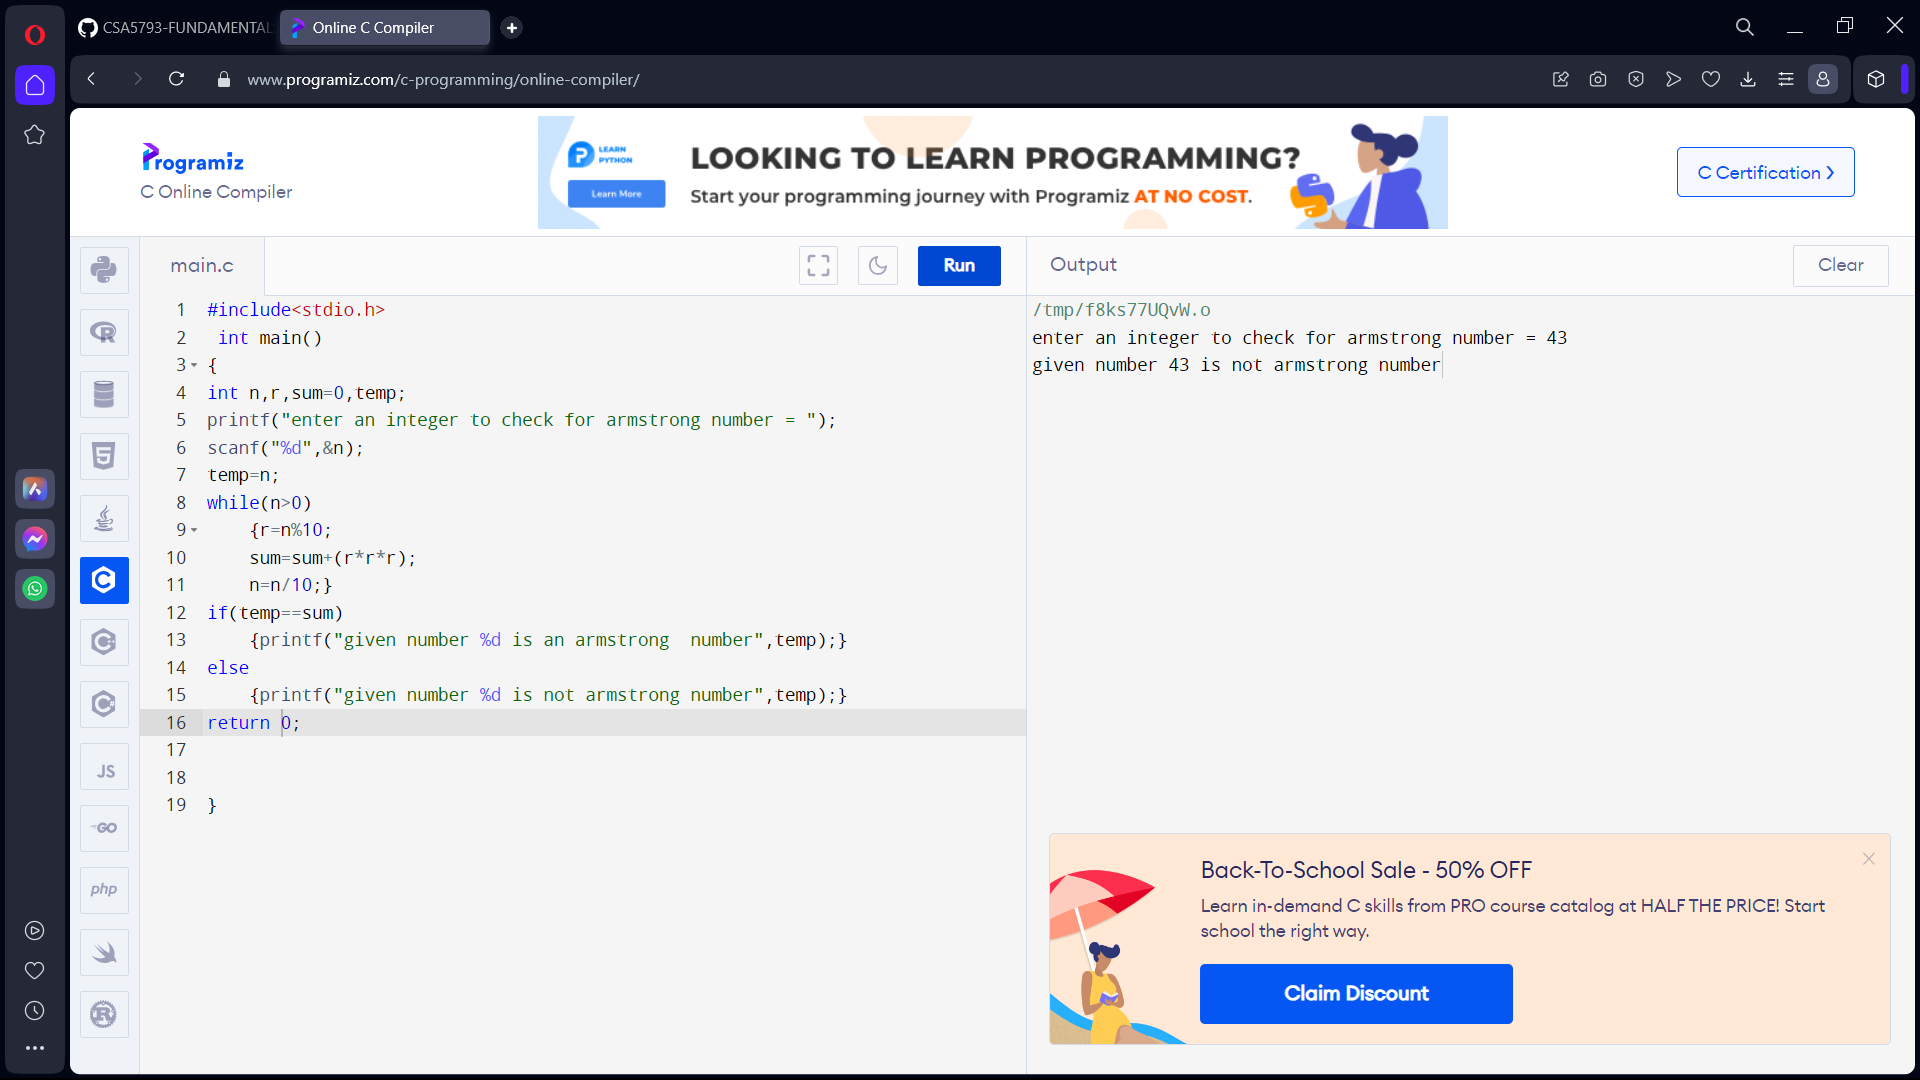 CSA5793-FUNDAMENTAL
Online C Compiler
www.programiz.com/c-programming/online-compiler/
Programiz
C Online Compiler
LEARN
PYTHON
Learn More
LOOKING TO LEARN PROGRAMMING?
Start your programming journey with Programiz AT NO COST.
C Certification
main.c
Run
Output
Clear
1 #include<stdio.h>
2 int main()
3 {
4 int n,r,sum=0,temp;
5 printf("enter an integer to check for armstrong number = ");
6 scanf("%d",&n);
7 temp=n;
8 while(n>0)
9 {r=n%10;
10 sum=sum+(r*r*r);
11 n=n/10;}
12 if(temp==sum)
13 {printf("given number %d is an armstrong  number",temp);}
14 else
15 {printf("given number %d is not armstrong number",temp);}
16 return 0;
17
18
19 }
/tmp/f8ks77UQvW.o
enter an integer to check for armstrong number = 43
given number 43 is not armstrong number
JS
GO
php
Back-To-School Sale - 50% OFF
Learn in-demand C skills from PRO course catalog at HALF THE PRICE! Start
school the right way.
Claim Discount